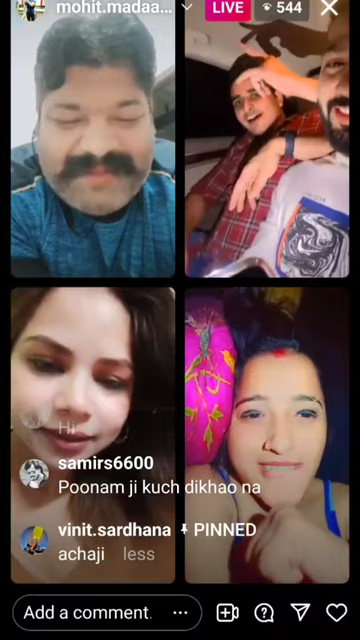 mohit.madaa...
LIVE
544
Hi
samirs6600
Poonam ji kuch dikhao na
vinit.sardhana PINNED
achaji less
Add a comment.